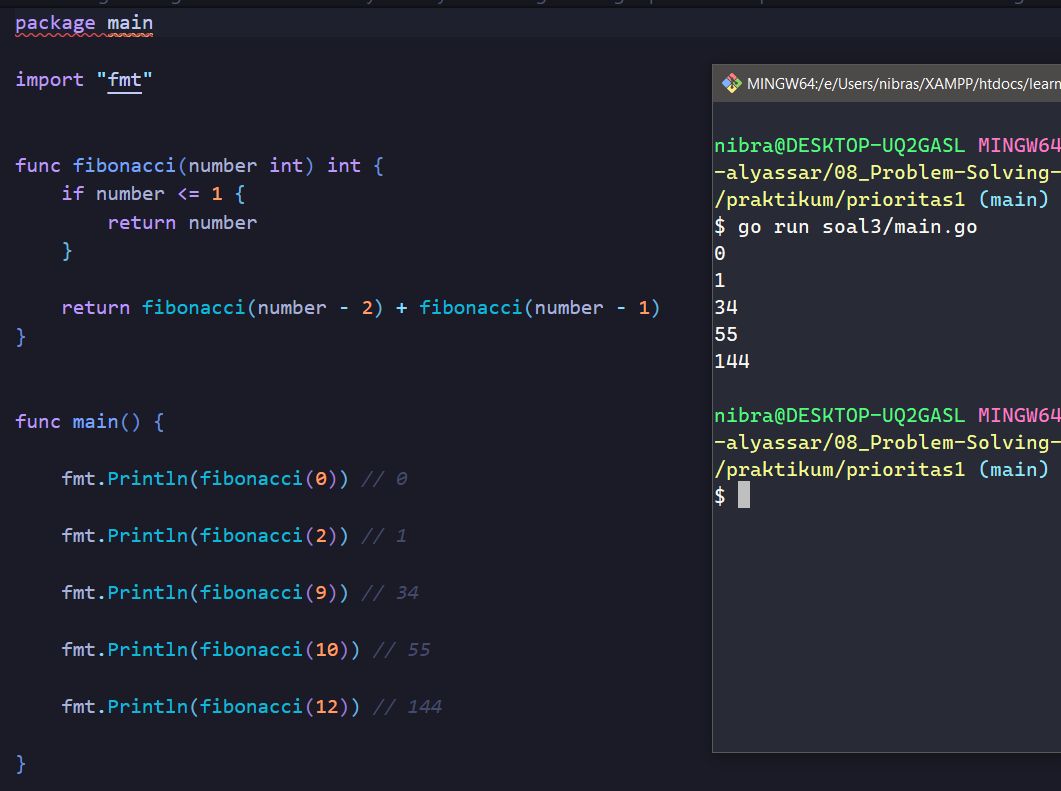 package main
import "fmt"
func fibonacci(number int) int {
    if number <= 1 {
        return number
    }
    return fibonacci(number - 2) + fibonacci(number - 1)
}
func main() {
    fmt.Println(fibonacci(0)) // 0
    fmt.Println(fibonacci(2)) // 1
    fmt.Println(fibonacci(9)) // 34
    fmt.Println(fibonacci(10)) // 55
    fmt.Println(fibonacci(12)) // 144
}
MINGW64:/e/Users/nibras/XAMPP/htdocs/learn
nibra@DESKTOP-UQ2GASL MINGW64
-alyassar/08_Problem-Solving-
/praktikum/prioritas1 (main)
$ go run soal3/main.go
0
1
34
55
144
nibra@DESKTOP-UQ2GASL MINGW64
-alyassar/08_Problem-Solving-
/praktikum/prioritas1 (main)
$